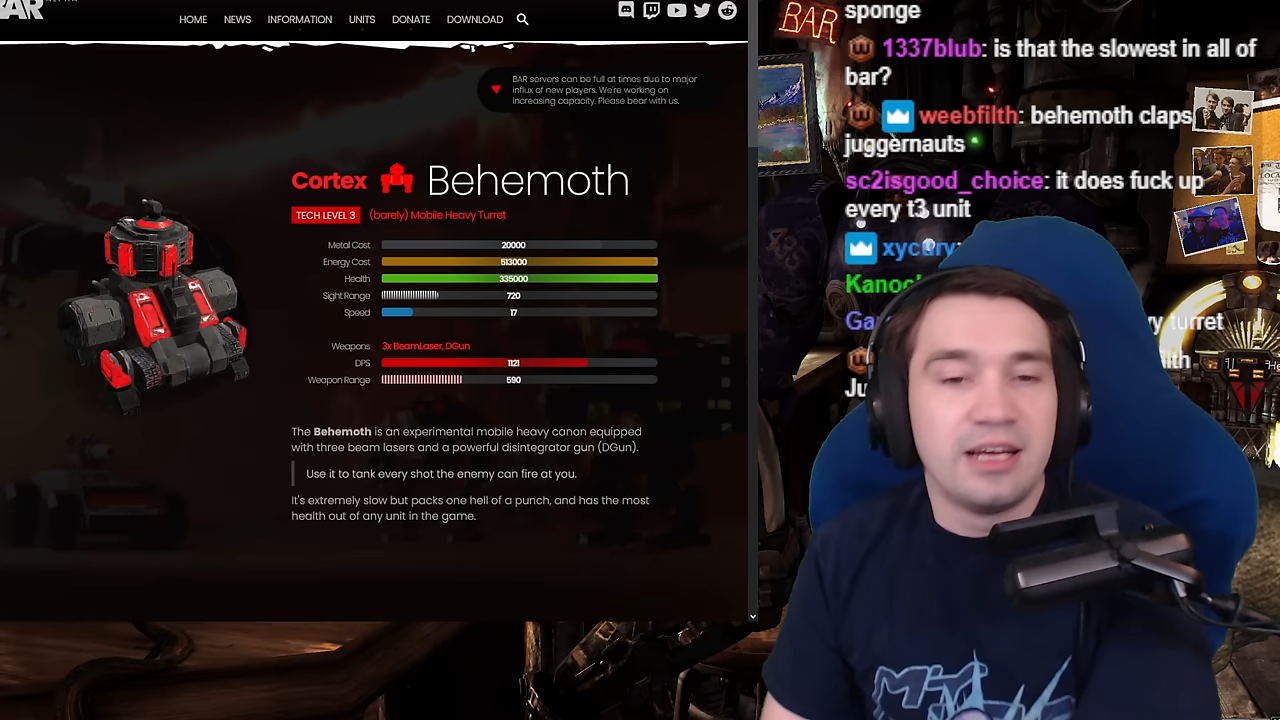 BAR
HOME NEWS INFORMATION UNITS DONATE DOWNLOAD
BAR servers can be full at times due to major
influx of new players. We're working on
increasing capacity. Please bear with us.
Cortex Behemoth
TECH LEVEL 3 (barely) Mobile Heavy Turret
Metal Cost 20000
Energy Cost 513000
Health 335000
Sight Range 720
Speed 17
Weapons 3x BeamLaser, DGun
DPS 1121
Weapon Range 590
The Behemoth is an experimental mobile heavy canon equipped
with three beam lasers and a powerful disintegrator gun (DGun).
Use it to tank every shot the enemy can fire at you.
It's extremely slow but packs one hell of a punch, and has the most
health out of any unit in the game.
BAR
sponge
1337blub: is that the slowest in all of
bar?
weebfilth: behemoth claps
juggernauts
sc2isgood_choice: it does fuck up
every t3 unit
xycury:
turret